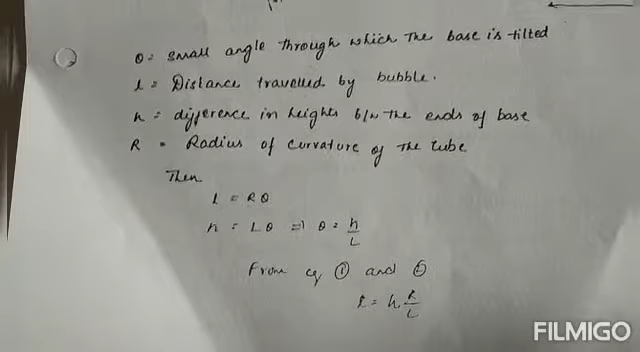 θ = small angle through which the base is tilted
l = Distance travelled by bubble.
h = difference in heights b/w the ends of base
R = Radius of curvature of the tube
Then
l = Rθ
h = Lθ ⇒ θ = h/L
From eq ① and ②
l = h R/L
FILMIGO